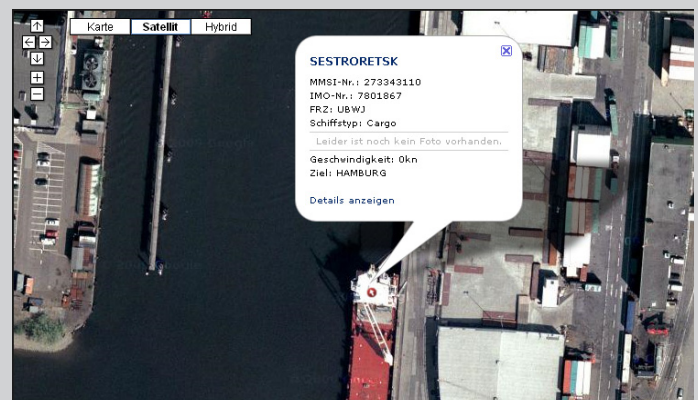 Karte
Satellit
Hybrid
SESTRORETSK
MMSI-Nr.: 273343110
IMO-Nr.: 7801867
FRZ: UBWJ
Schiffstyp: Cargo
Leider ist noch kein Foto vorhanden.
Geschwindigkeit: 0kn
Ziel: HAMBURG
Details anzeigen